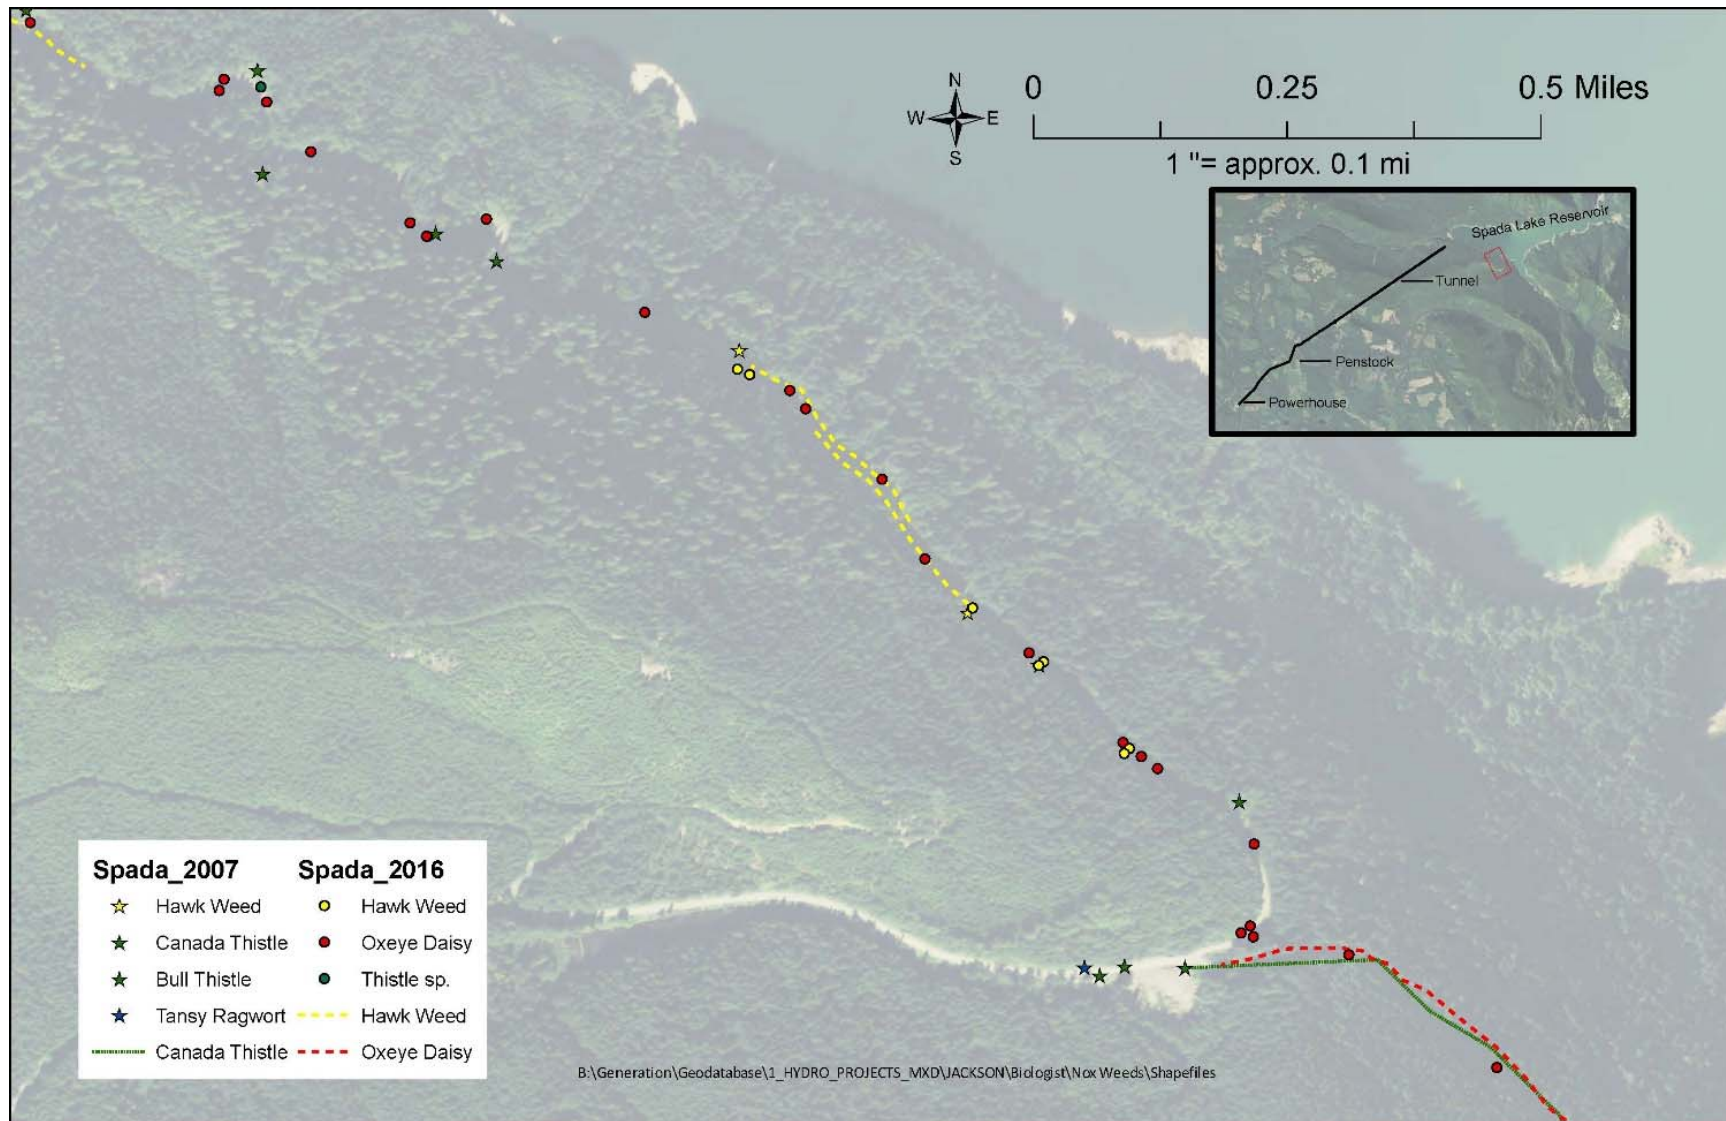 N
W E
S
0 0.25 0.5 Miles
1 "= approx. 0.1 mi
Spada Lake Reservoir
Tunnel
Penstock
Powerhouse
Spada_2007 Spada_2016
Hawk Weed Hawk Weed
Canada Thistle Oxeye Daisy
Bull Thistle Thistle sp.
Tansy Ragwort Hawk Weed
Canada Thistle Oxeye Daisy
B:\Generation\Geodatabase\1_HYDRO_PROJECTS_MXD\JACKSON\Biologist\Nox Weeds\Shapefiles